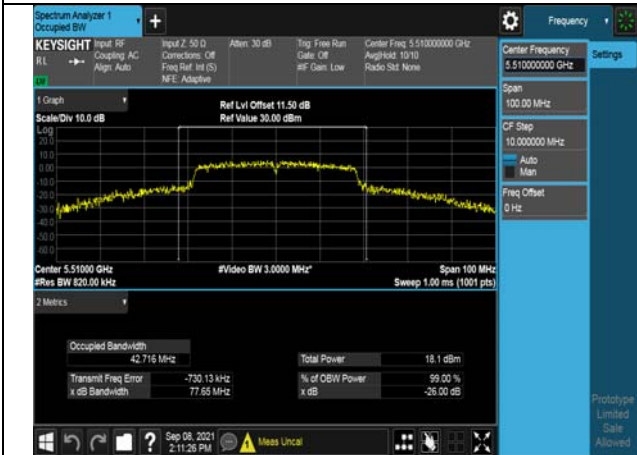 Spectrum Analyzer 1
Occupied BW
Frequency
KEYSIGHT Input: RF
RL
Coupling: AC
Align: Auto
Input Z: 50 Ω
Corrections: Off
Freq Ref: Int (S)
NFE: Adaptive
Atten: 30 dB
Trig: Free Run
Gate: Off
#IF Gain: Low
Center Freq: 5.510000000 GHz
Avg|Hold: 10/10
Radio Std: None
Center Frequency
5.510000000 GHz
Settings
Span
100.00 MHz
CF Step
10.000000 MHz
Auto
Man
Freq Offset
0 Hz
1 Graph
Scale/Div 10.0 dB
Ref Lvl Offset 11.50 dB
Ref Value 30.00 dBm
Log
20.0
10.0
0.00
-10.0
-20.0
-30.0
-40.0
-50.0
-60.0
Center 5.51000 GHz
#Res BW 820.00 kHz
#Video BW 3.0000 MHz*
Span 100 MHz
Sweep 1.00 ms (1001 pts)
2 Metrics
Occupied Bandwidth
42.716 MHz
Total Power 18.1 dBm
Transmit Freq Error -730.13 kHz
% of OBW Power 99.00 %
x dB Bandwidth 77.65 MHz
x dB -26.00 dB
Prototype
Limited
Sale
Allowed
Sep 08, 2021
2:11:26 PM
Meas Uncal